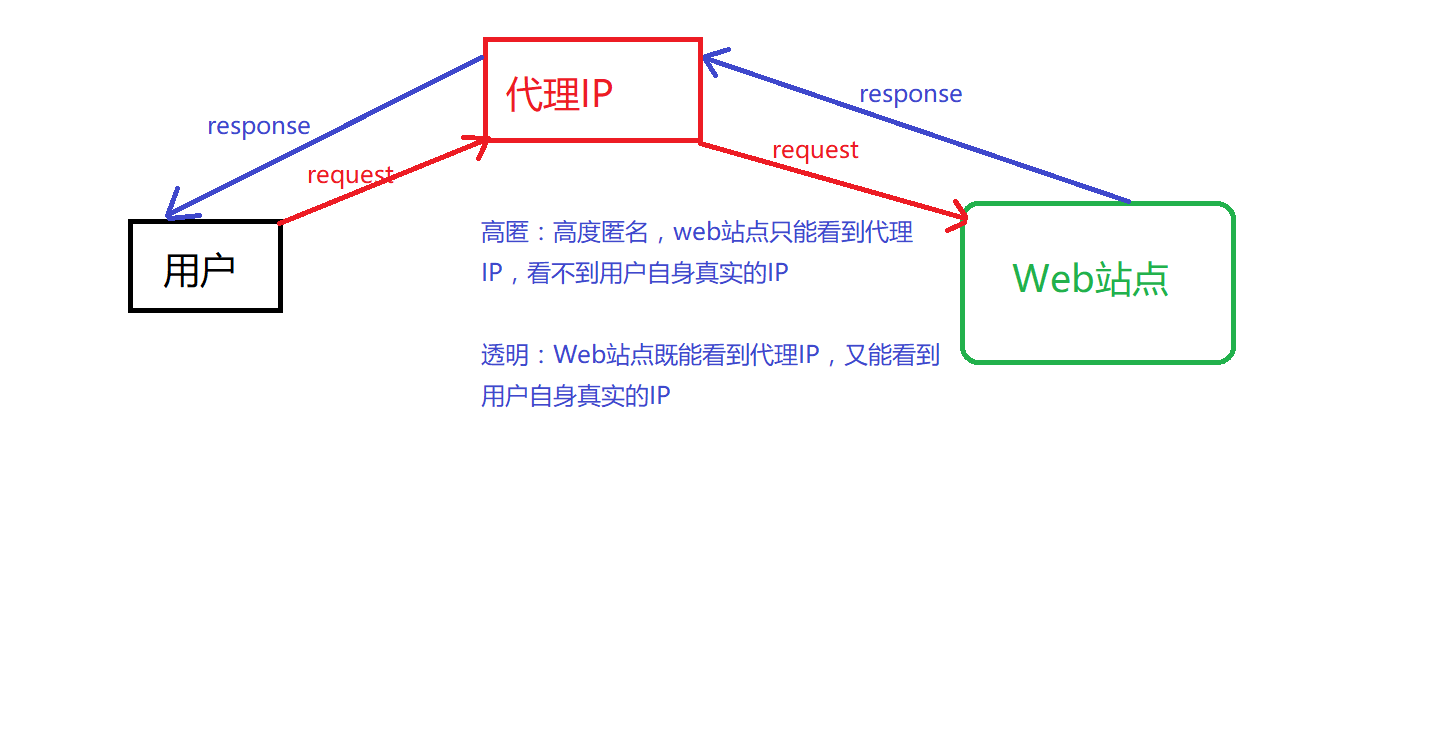 代理IP
response
response
request
request
用户
高匿：高度匿名，web站点只能看到代理
IP，看不到用户自身真实的IP
Web站点
透明：Web站点既能看到代理IP，又能看到
用户自身真实的IP